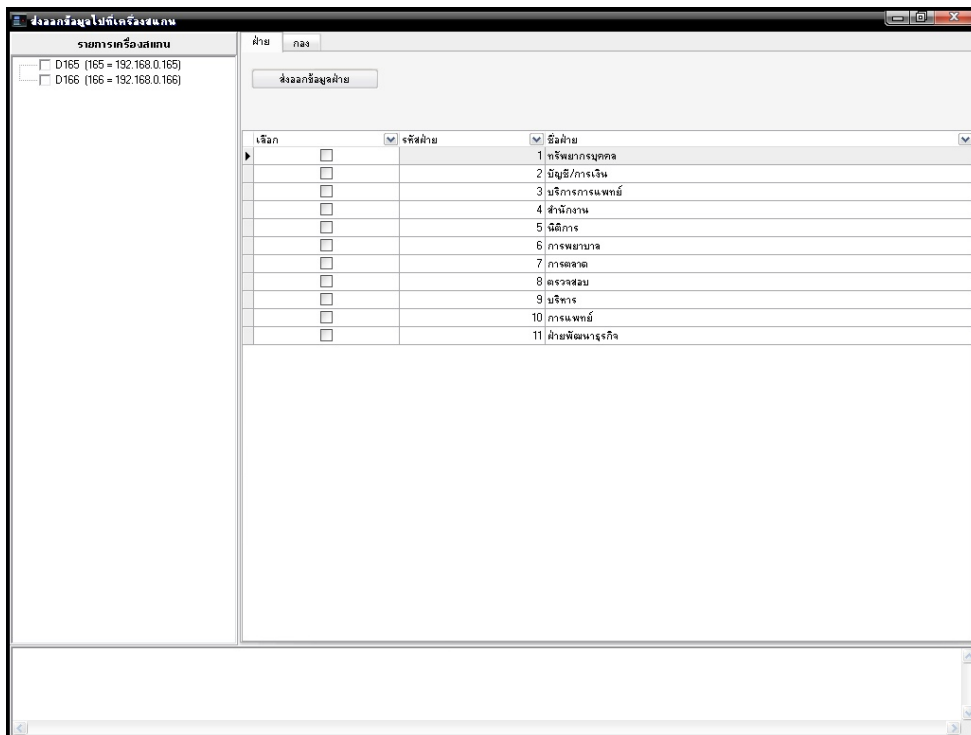 ส่งออกข้อมูลไปที่เครื่องสแกน
รายการเครื่องสแกน
D165 (165 = 192.168.0.165)
D166 (166 = 192.168.0.166)
ฝ่าย กอง
ส่งออกข้อมูลฝ่าย
เลือก รหัสฝ่าย ชื่อฝ่าย
1 ทรัพยากรบุคคล
2 บัญชี/การเงิน
3 บริการการแพทย์
4 สำนักงาน
5 นิติการ
6 การพยาบาล
7 การตลาด
8 ตรวจสอบ
9 บริหาร
10 การแพทย์
11 ฝ่ายพัฒนาธุรกิจ